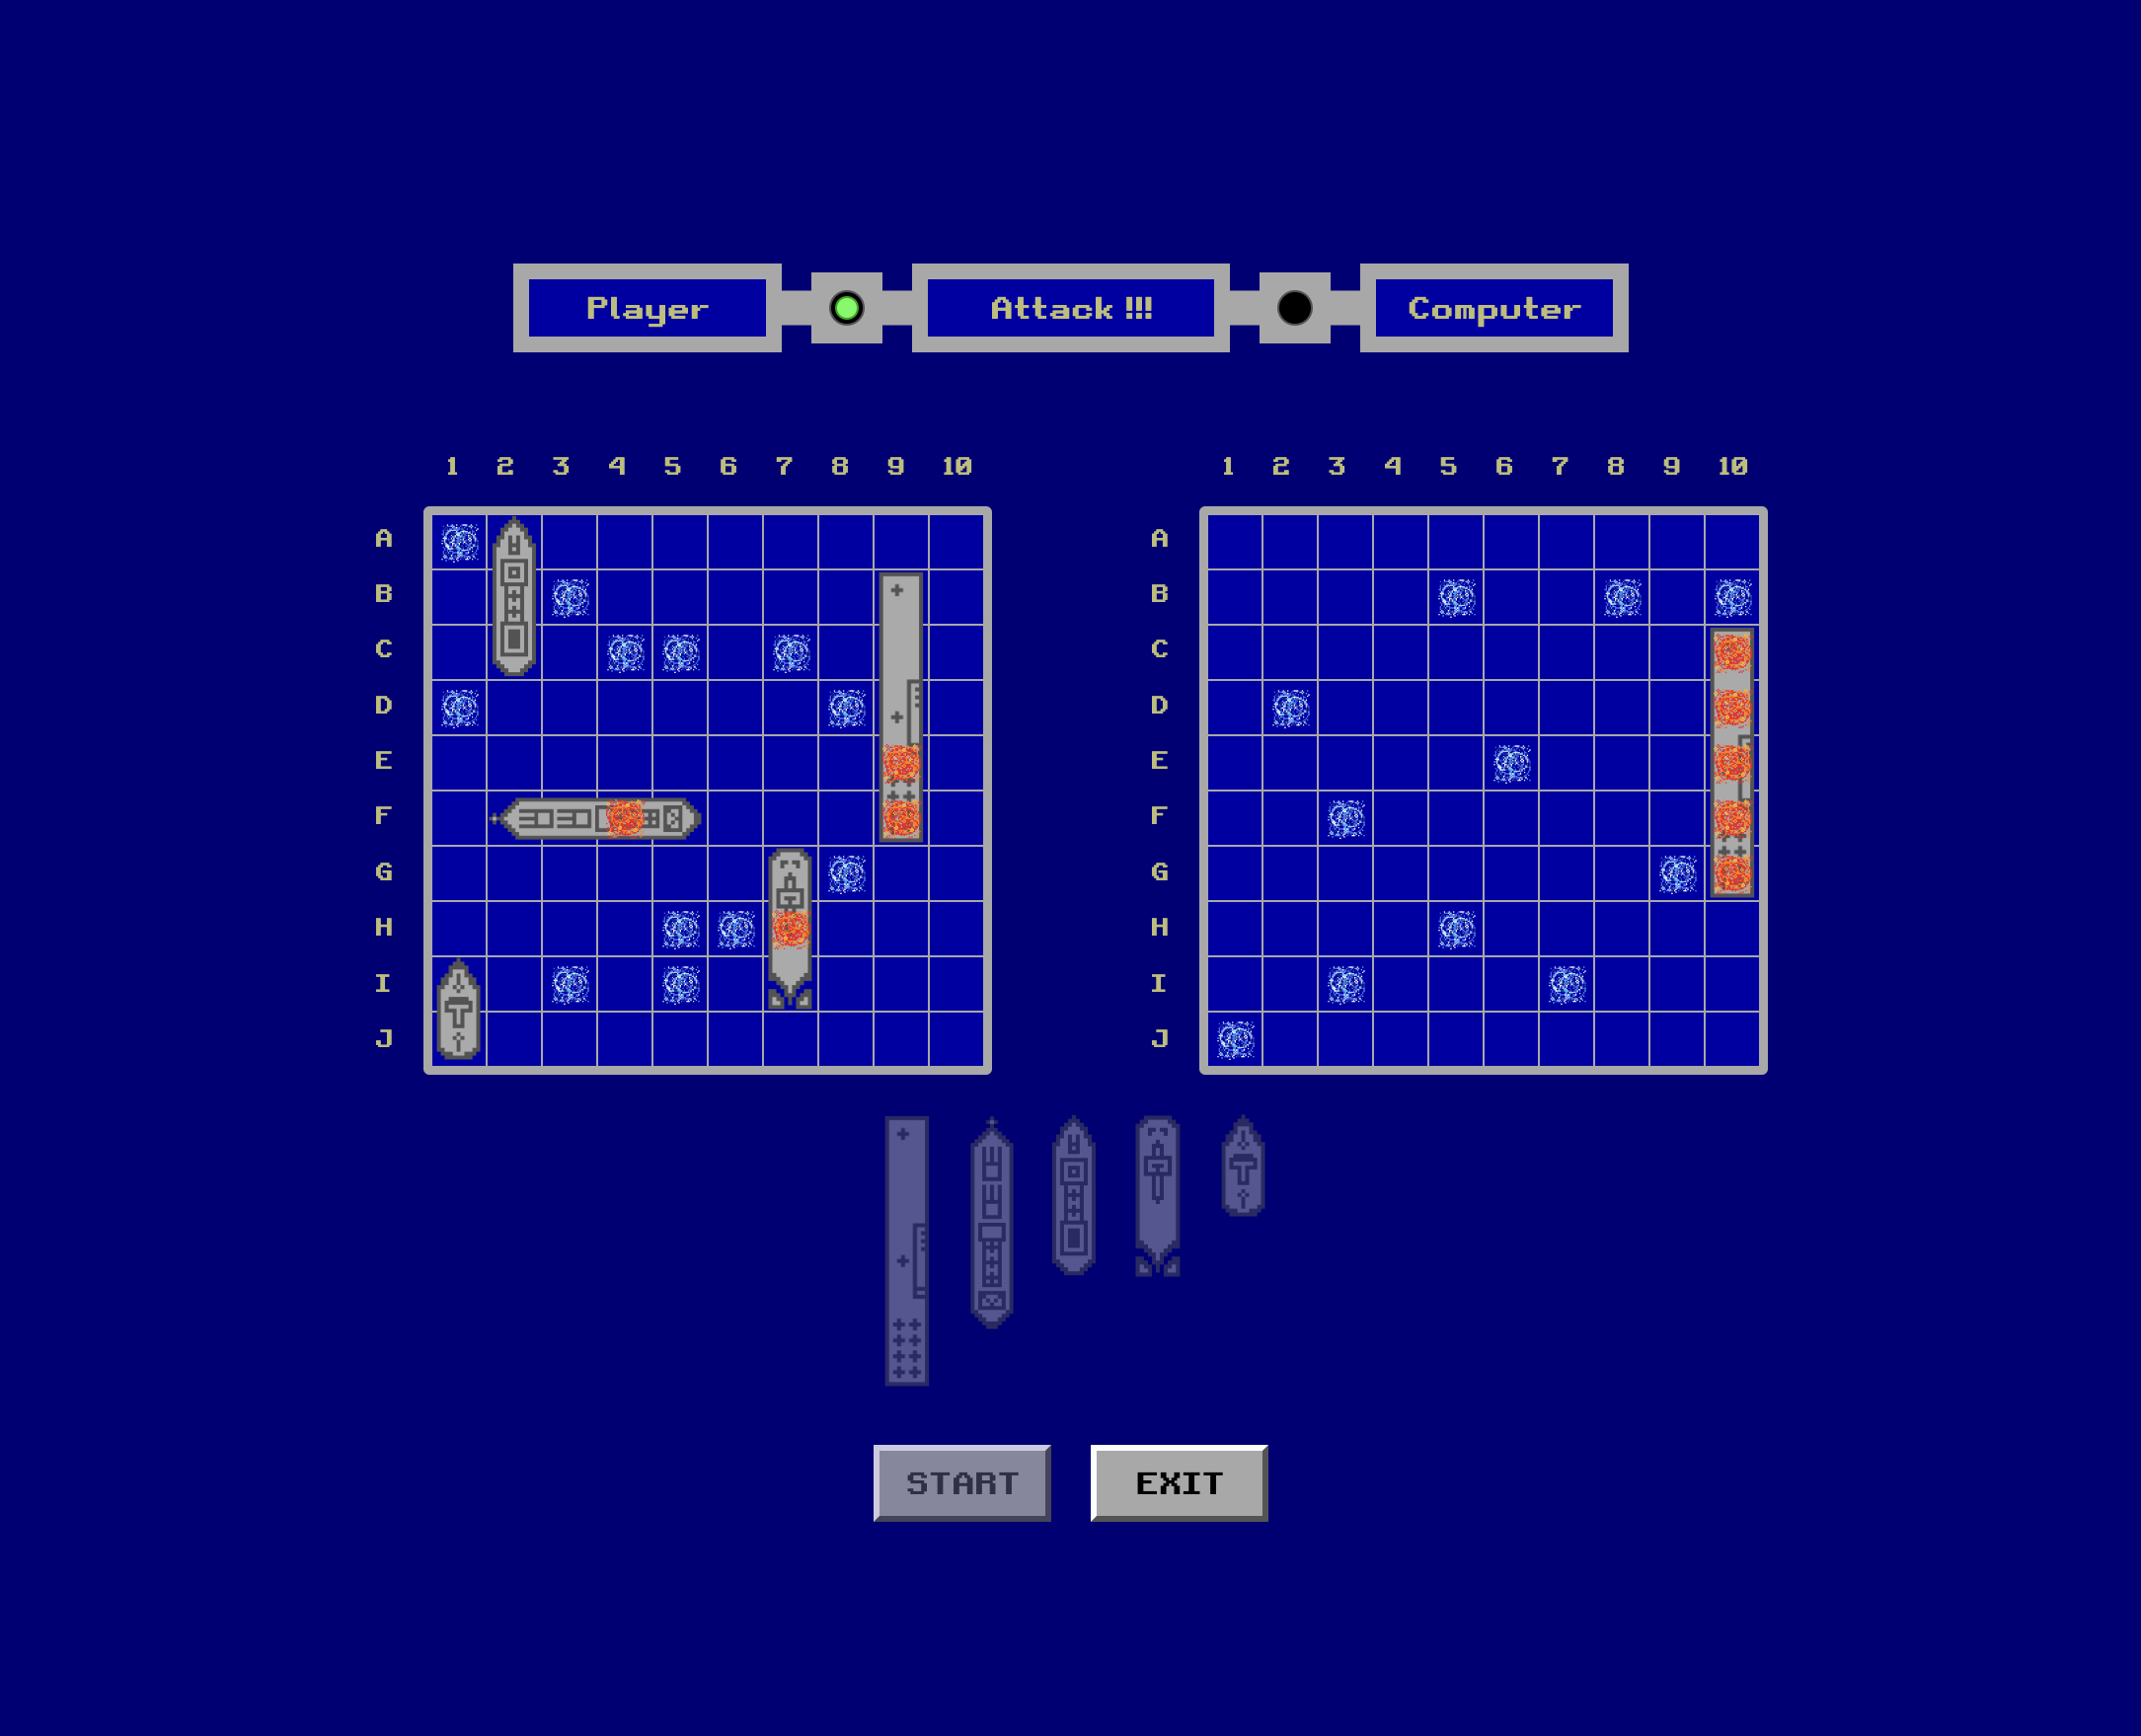 Player Attack !!! Computer
1 2 3 4 5 6 7 8 9 10 1 2 3 4 5 6 7 8 9 10
A A
B B
C C
D D
E E
F F
G G
H H
I I
J J
START EXIT